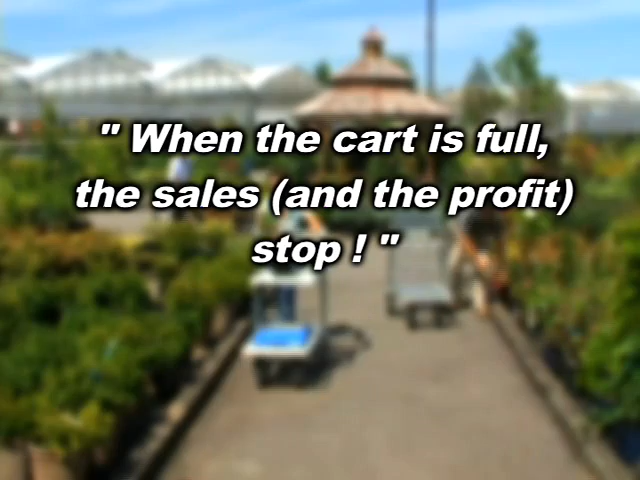 " When the cart is full,
the sales (and the profit)
stop ! "